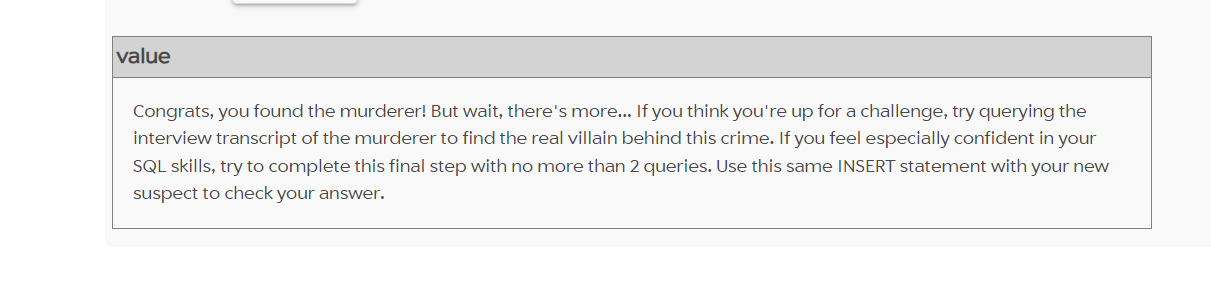 value
Congrats, you found the murderer! But wait, there's more... If you think you're up for a challenge, try querying the
interview transcript of the murderer to find the real villain behind this crime. If you feel especially confident in your
SQL skills, try to complete this final step with no more than 2 queries. Use this same INSERT statement with your new
suspect to check your answer.